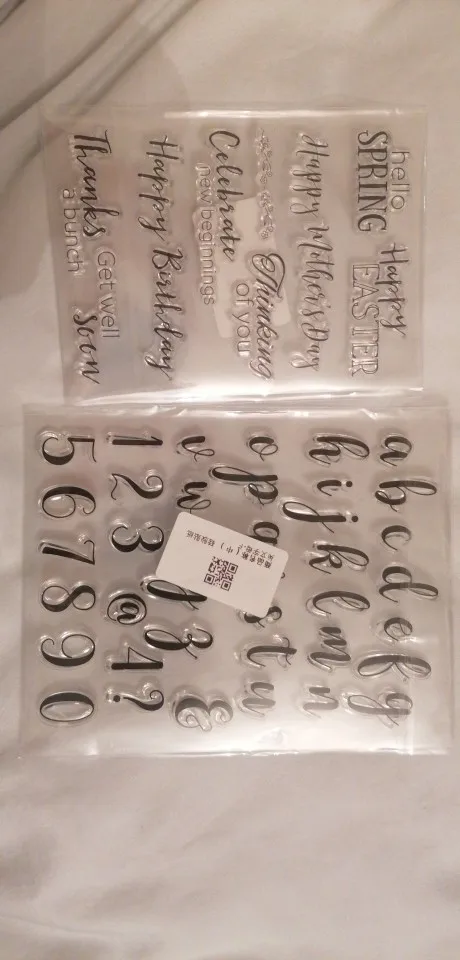 hello
SPRING
Happy
EASTER
Happy Mother's Day
Thinking
of you
Celebrate
new beginnings
Happy Birthday
Thanks
a bunch
Get well
Soon
a b c d e f g
h i j k l m n
o p q s t u
v w y z &
1 2 3 @ 4 ?
5 6 7 8 9 0